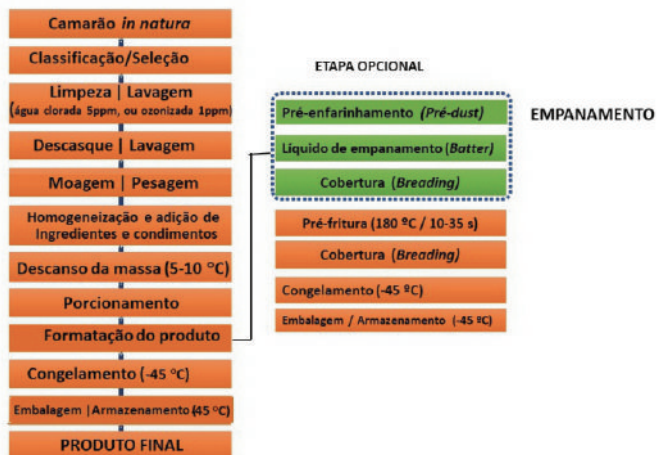 Camarão in natura
Classificação/Seleção
Limpeza | Lavagem
(água clorada 5ppm, ou ozonizada 1ppm)
Descasque | Lavagem
Moagem | Pesagem
Homogeneização e adição de
Ingredientes e condimentos
Descanso da massa (5-10 °C)
Porcionamento
Formatação do produto
Congelamento (-45 °C)
Embalagem |Armazenamento (45 °C)
PRODUTO FINAL
ETAPA OPCIONAL
Pré-enfarinhamento (Pré-dust)
Líquido de empanamento (Batter)
Cobertura (Breading)
EMPANAMENTO
Pré-fritura (180 ºC / 10-35 s)
Cobertura (Breading)
Congelamento (-45 ºC)
Embalagem / Armazenamento (-45 ºC)